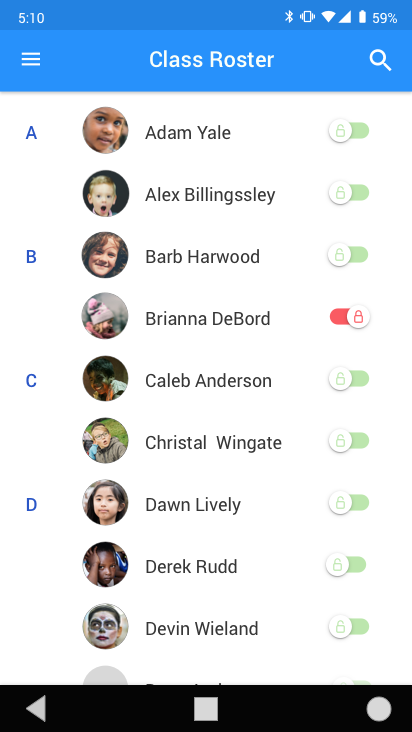 5:10 59%
Class Roster
A Adam Yale
Alex Billingssley
B Barb Harwood
Brianna DeBord
C Caleb Anderson
Christal  Wingate
D Dawn Lively
Derek Rudd
Devin Wieland